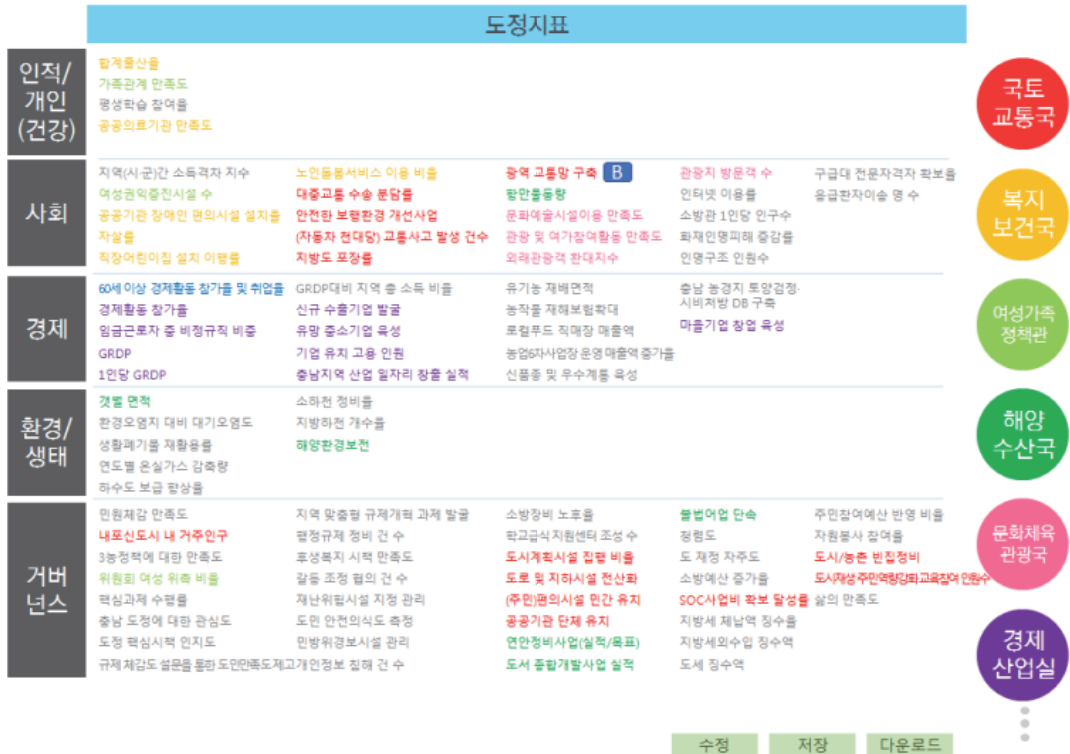 도정지표
인적/
개인
(건강)
합계출산율
가족관계 만족도
평생학습 참여율
공공의료기관 만족도
사회
지역(시·군)간 소득격차 지수
여성권익증진시설 수
공공기관 장애인 편의시설 설치율
자살률
직장어린이집 설치 이행률
노인돌봄서비스 이용 비율
대중교통 수송 분담률
안전한 보행환경 개선사업
(자동차 천대당) 교통사고 발생 건수
지방도 포장률
광역 교통망 구축 B
항만물동량
문화예술시설이용 만족도
관광 및 여가참여활동 만족도
외래관광객 환대지수
관광지 방문객 수
인터넷 이용률
소방관 1인당 인구수
화재인명피해 증감률
인명구조 인원수
구급대 전문자격자 확보율
응급환자이송 명 수
경제
60세 이상 경제활동 참가율 및 취업율
경제활동 참가율
임금근로자 중 비정규직 비중
GRDP
1인당 GRDP
GRDP대비 지역 총 소득 비율
신규 수출기업 발굴
유망 중소기업 육성
기업 유치 고용 인원
충남지역 산업 일자리 창출 실적
유기농 재배면적
농작물 재해보험확대
로컬푸드 직매장 매출액
농업6차사업장 운영 매출액 증가율
신품종 및 우수계통 육성
충남 농경지 토양검정·
시비처방 DB 구축
마을기업 창업 육성
환경/
생태
갯벌 면적
환경오염지 대비 대기오염도
생활폐기물 재활용률
연도별 온실가스 감축량
하수도 보급 향상율
소하천 정비율
지방하천 개수율
해양환경보전
거버
넌스
민원체감 만족도
내포신도시 내 거주인구
3농정책에 대한 만족도
위원회 여성 위촉 비율
핵심과제 수행률
충남 도정에 대한 관심도
도정 핵심시책 인지도
규제 체감도 설문을 통한 도민만족도 제고
지역 맞춤형 규제개혁 과제 발굴
행정규제 정비 건 수
후생복지 시책 만족도
갈등 조정 협의 건 수
재난위험시설 지정 관리
도민 안전의식도 측정
민방위경보시설 관리
개인정보 침해 건 수
소방장비 노후율
학교급식 지원센터 조성 수
도시계획시설 집행 비율
도로 및 지하시설 전산화
(주민)편의시설 민간 유치
공공기관 단체 유치
연안정비사업(실적/목표)
도서 종합개발사업 실적
불법어업 단속
청렴도
도 재정 자주도
소방예산 증가율
SOC사업비 확보 달성률
지방세 체납액 징수율
지방세외수입 징수액
도세 징수액
주민참여예산 반영 비율
자원봉사 참여율
도시/농촌 빈집정비
도시재생 주민역량강화 교육참여 인원수
삶의 만족도
국토
교통국
복지
보건국
여성가족
정책관
해양
수산국
문화체육
관광국
경제
산업실
수정
저장
다운로드